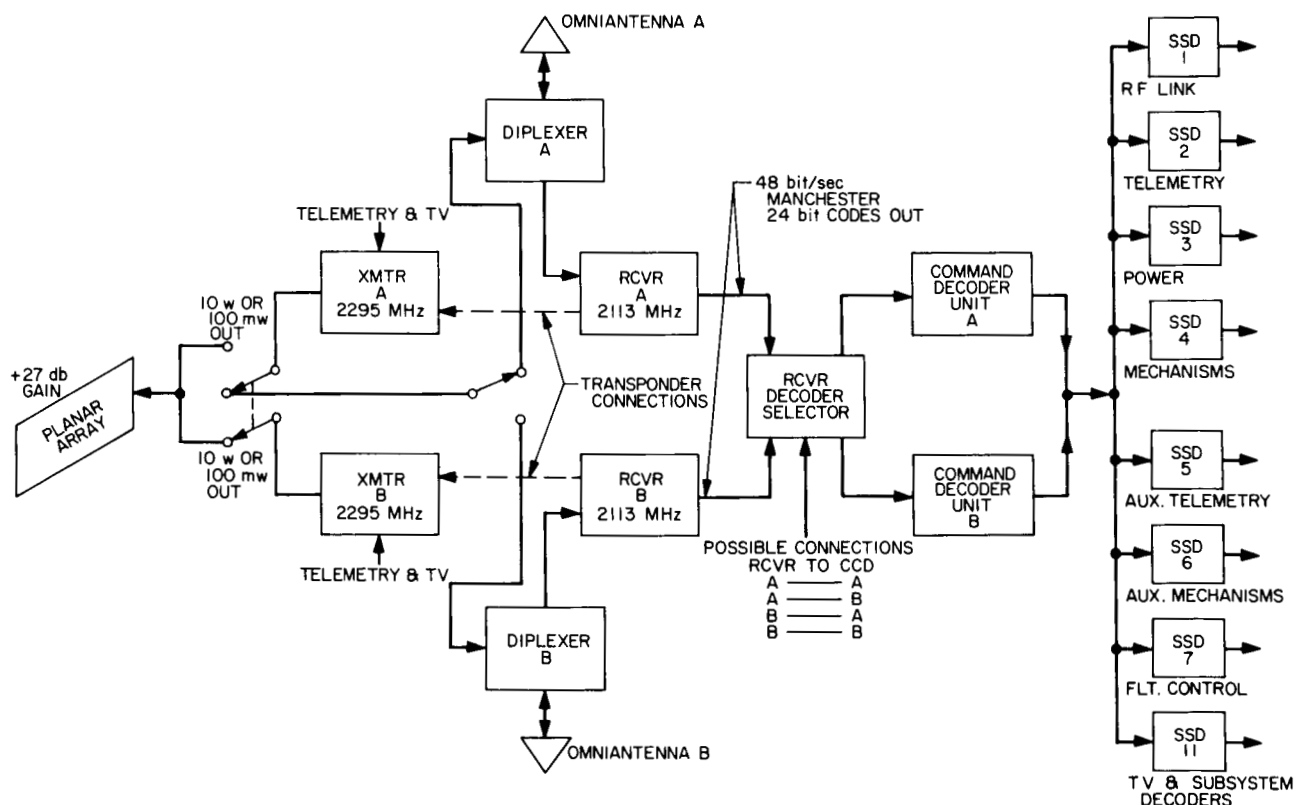 OMNIANTENNA A
DIPLEXER
A
TELEMETRY & TV
XMTR
A
2295 MHz
RCVR
A
2113 MHz
48 bit/sec
MANCHESTER
24 bit CODES OUT
COMMAND
DECODER
UNIT
A
10 w OR
100 mw
OUT
+27 db
GAIN
PLANAR
ARRAY
TRANSPONDER
CONNECTIONS
RCVR
DECODER
SELECTOR
10 w OR
100 mw
OUT
XMTR
B
2295 MHz
RCVR
B
2113 MHz
COMMAND
DECODER
UNIT
B
TELEMETRY & TV
POSSIBLE CONNECTIONS
RCVR TO CCD
A —— A
A —— B
B —— A
B —— B
DIPLEXER
B
OMNIANTENNA B
SSD
1
RF LINK
SSD
2
TELEMETRY
SSD
3
POWER
SSD
4
MECHANISMS
SSD
5
AUX. TELEMETRY
SSD
6
AUX. MECHANISMS
SSD
7
FLT. CONTROL
SSD
11
TV & SUBSYSTEM
DECODERS